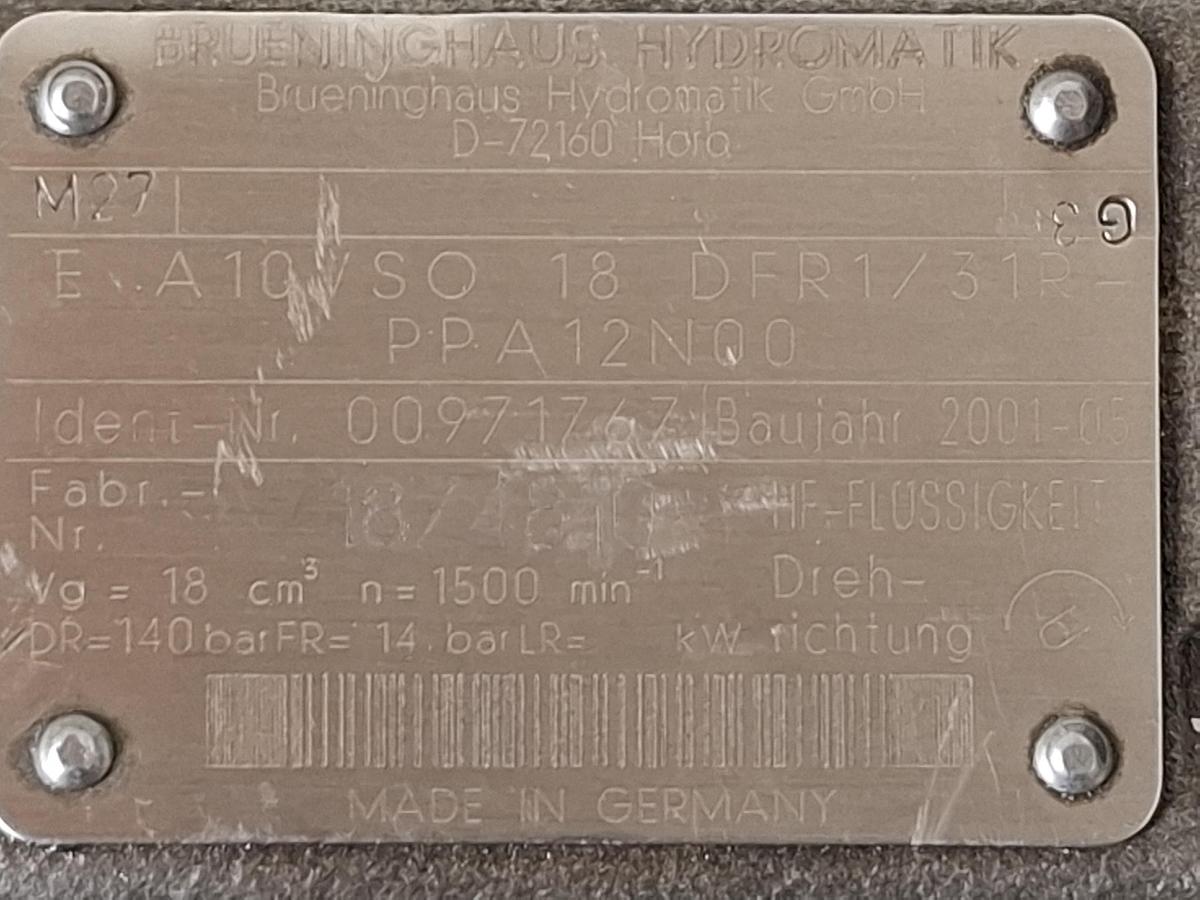 BRUENINGHAUS HYDROMATIK
Brueninghaus Hydromatik GmbH
D-72160 Horb
M27
G
E A10VSO 18 DFR1/31R-
PPA12N00
Ident-Nr. 00971767 Baujahr 2001-05
Fabr.-
Nr.
HF-FLÜSSIGKEIT
Vg = 18 cm³ n = 1500 min⁻¹
Dreh-
richtung
DR=140 bar FR= 14. bar LR= kW
MADE IN GERMANY